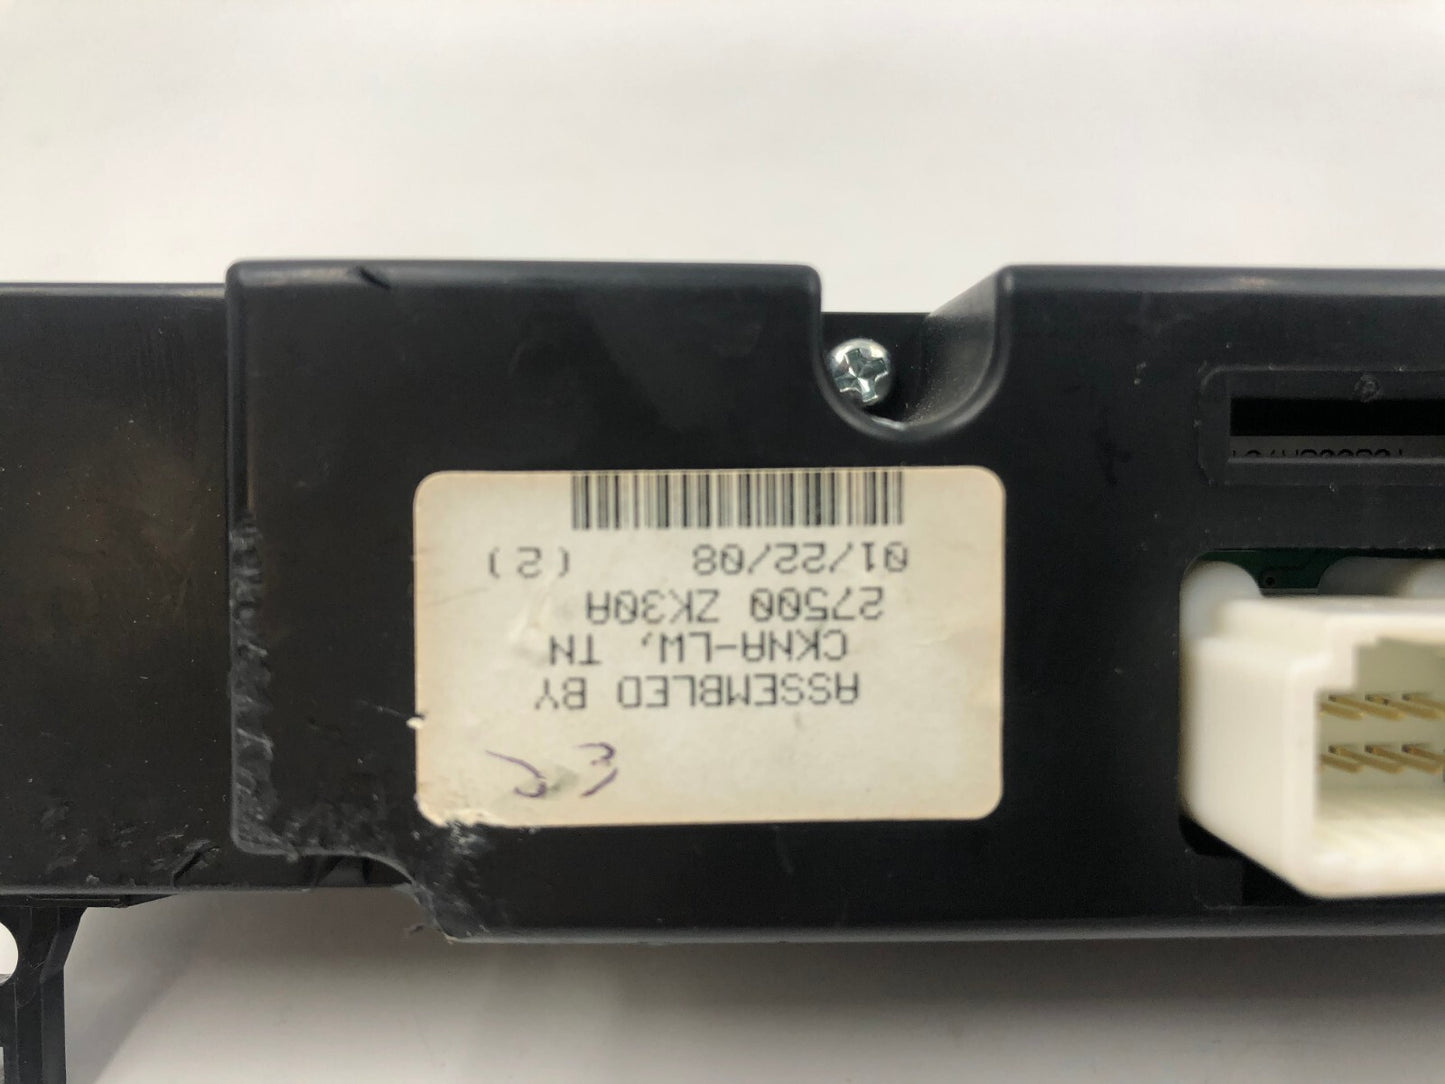 ASSEMBLED BY
CKNA-LW, TN
27500 ZK30A
01/22/08 (2)